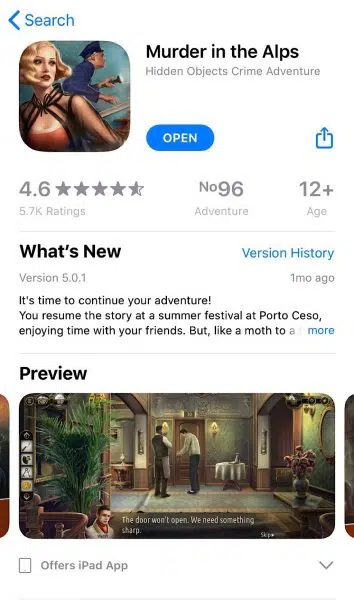 Search
Murder in the Alps
Hidden Objects Crime Adventure
OPEN
4.6 No96 12+
5.7K Ratings Adventure Age
What's New Version History
Version 5.0.1 1mo ago
It's time to continue your adventure!
You resume the story at a summer festival at Porto Ceso,
enjoying time with your friends. But, like a moth to a more
Preview
The door won't open. We need something
sharp.
Skip
Offers iPad App